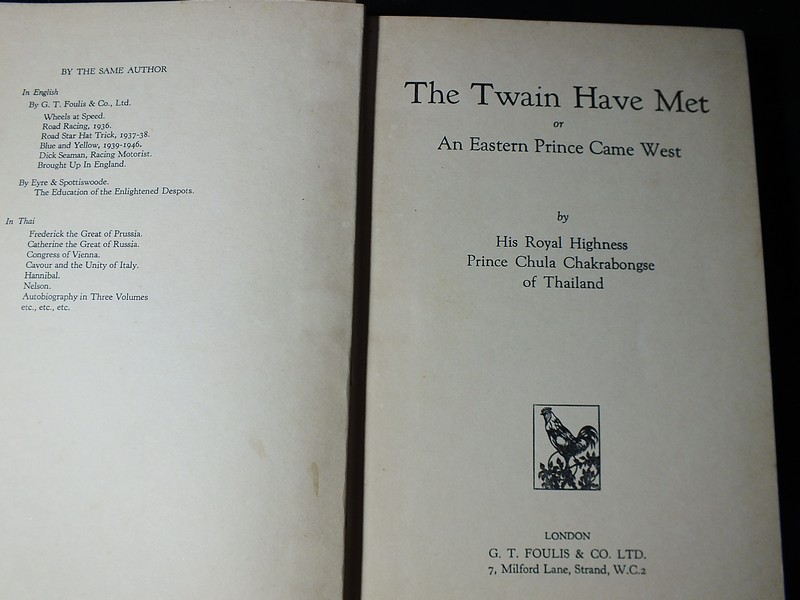 BY THE SAME AUTHOR
In English
By G. T. Foulis & Co., Ltd.
Wheels at Speed.
Road Racing, 1936.
Road Star Hat Trick, 1937-38.
Blue and Yellow, 1939-1946.
Dick Seaman, Racing Motorist.
Brought Up In England.
By Eyre & Spottiswoode.
The Education of the Enlightened Despots.
In Thai
Frederick the Great of Prussia.
Catherine the Great of Russia.
Congress of Vienna.
Cavour and the Unity of Italy.
Hannibal.
Nelson.
Autobiography in Three Volumes
etc., etc., etc.
The Twain Have Met
or
An Eastern Prince Came West
by
His Royal Highness
Prince Chula Chakrabongse
of Thailand
LONDON
G. T. FOULIS & CO. LTD.
7, Milford Lane, Strand, W.C.2